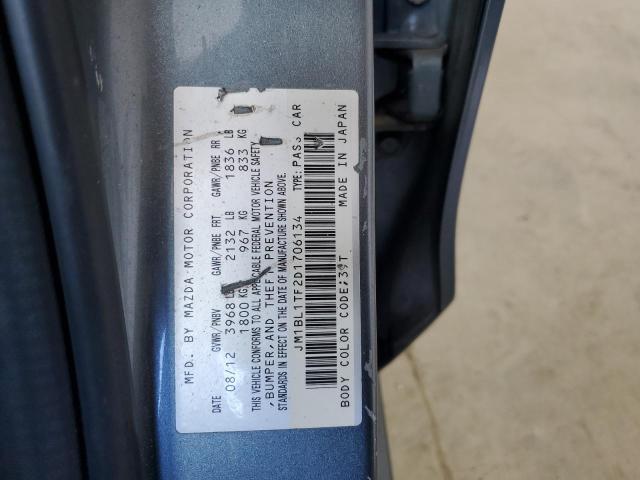 MFD. BY MAZDA MOTOR CORPORATION
DATE GVWR/PNBV GAWR/PNBE FRT GAWR/PNBE RR
08/12 3968 LB 2132 LB 1836 LB
1800 KG 967 KG 833 KG
THIS VEHICLE CONFORMS TO ALL APPLICABLE FEDERAL MOTOR VEHICLE SAFETY
,BUMPER,AND THEFT PREVENTION
STANDARDS IN EFFECT ON THE DATE OF MANUFACTURE SHOWN ABOVE.
JM1BL1TF2D1706134 TYPE: PASS CAR
BODY COLOR CODE;39T MADE IN JAPAN